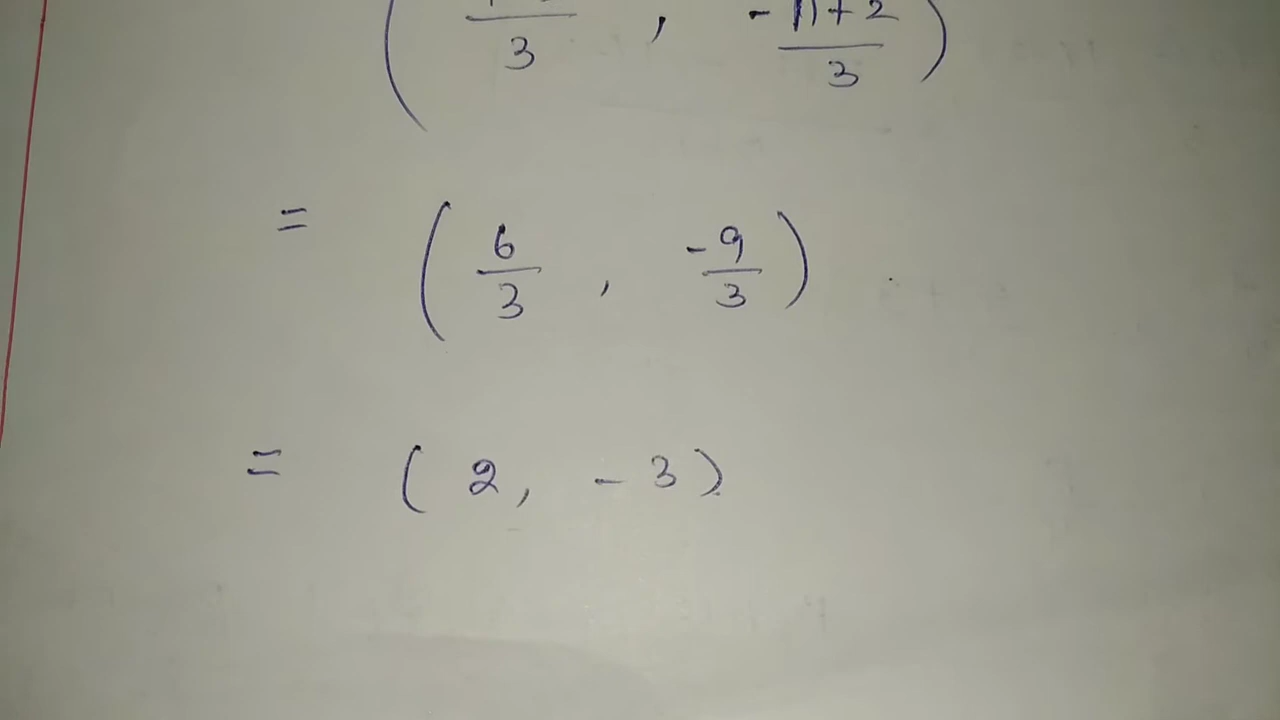 ( /3 , -11+2/3 )
= ( 6/3 , -9/3 )
= ( 2, -3)